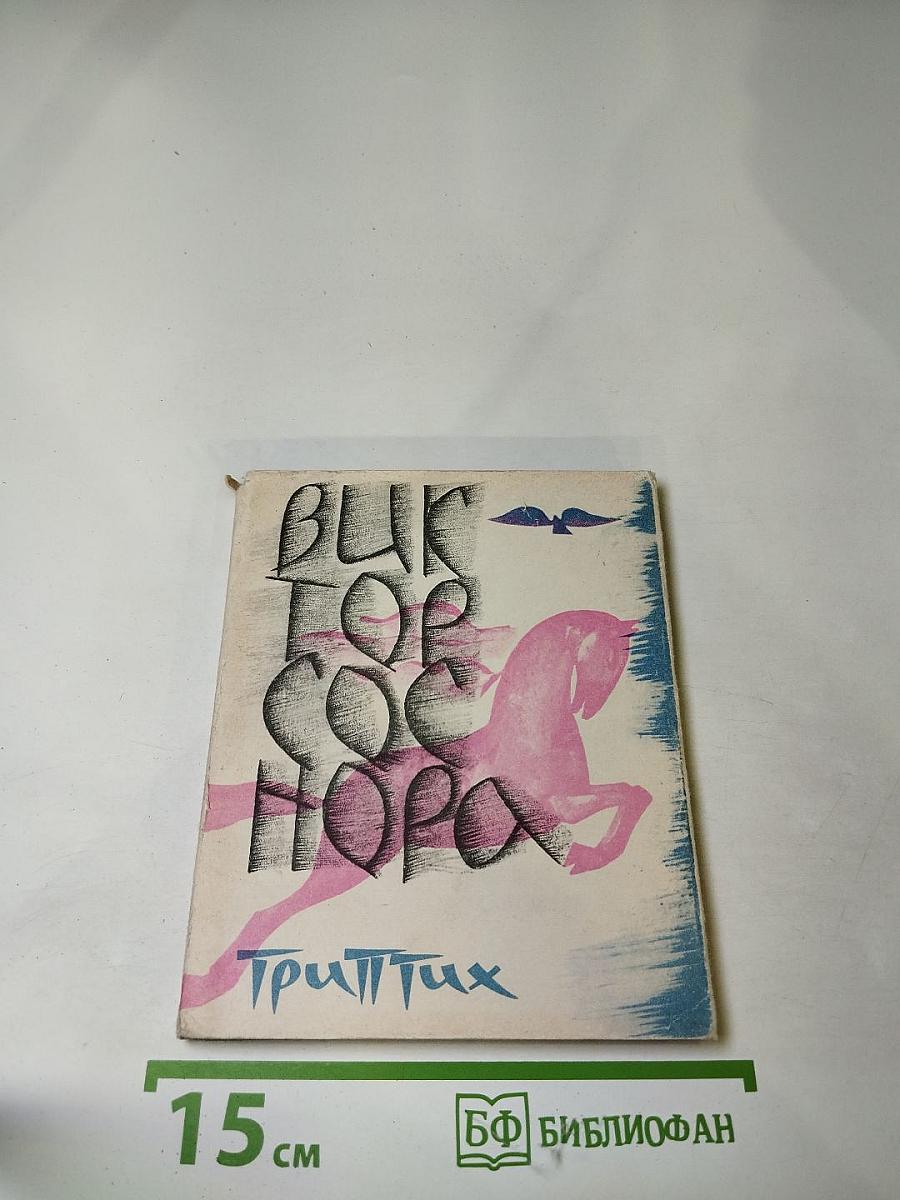 ВИК
ТОР
СОС
НОРА
ТРИПТИХ
15 см
БФ БИБЛИОФАН